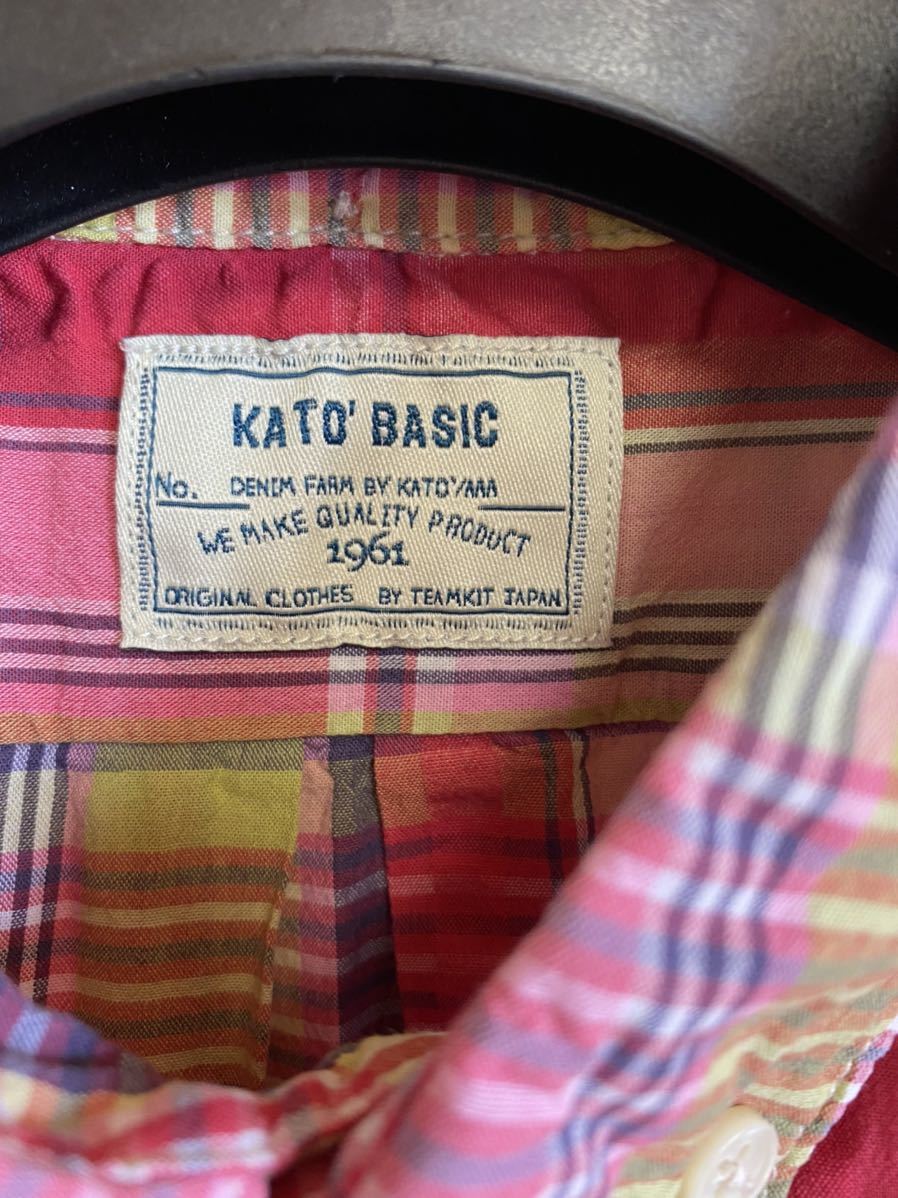 KATO' BASIC
No. DENIM FARM BY KATO'/AAA
WE MAKE QUALITY PRODUCT
1961
ORIGINAL CLOTHES BY TEAMKIT JAPAN